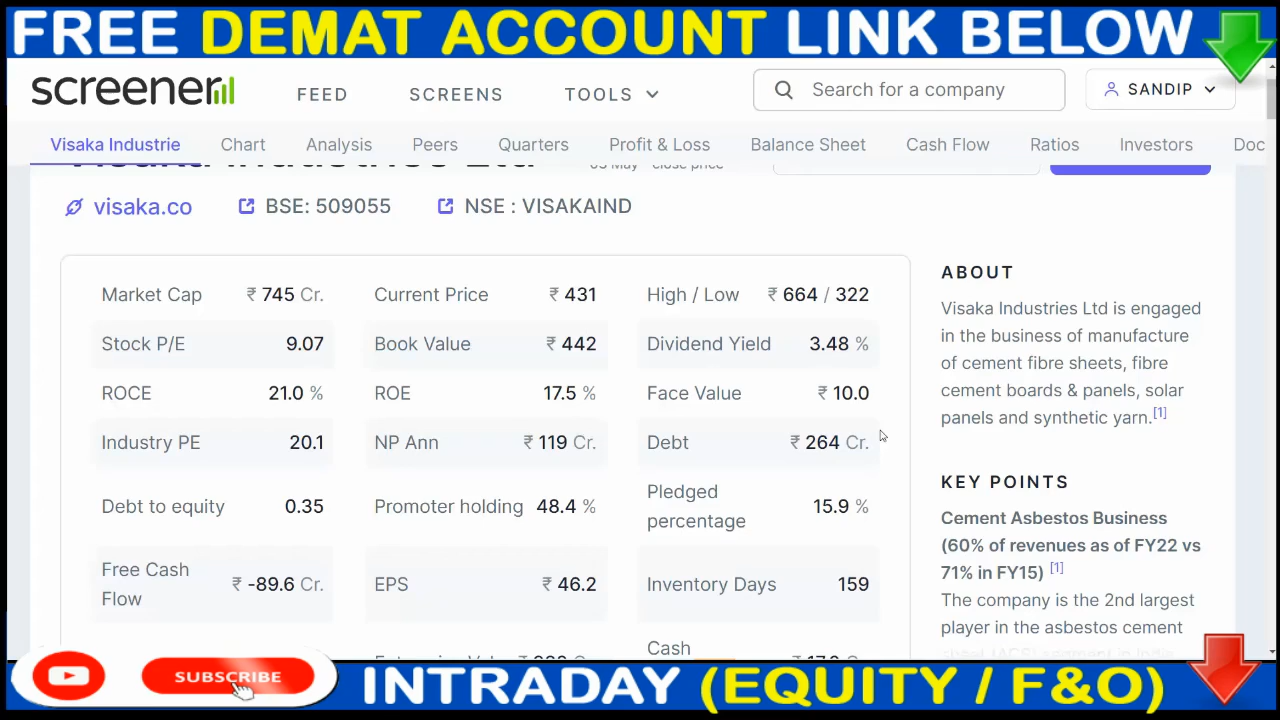 FREE DEMAT ACCOUNT LINK BELOW
screener
FEED SCREENS TOOLS
Search for a company
SANDIP
Visaka Industrie Chart Analysis Peers Quarters Profit & Loss Balance Sheet Cash Flow Ratios Investors Doc
Visaka Industries Ltd
close price
visaka.co BSE: 509055 NSE : VISAKAIND
Market Cap ₹ 745 Cr. Current Price ₹ 431 High / Low ₹ 664 / 322
Stock P/E 9.07 Book Value ₹ 442 Dividend Yield 3.48 %
ROCE 21.0 % ROE 17.5 % Face Value ₹ 10.0
Industry PE 20.1 NP Ann ₹ 119 Cr. Debt ₹ 264 Cr.
Debt to equity 0.35 Promoter holding 48.4 % Pledged
percentage 15.9 %
Free Cash
Flow ₹ -89.6 Cr. EPS ₹ 46.2 Inventory Days 159
Cash
ABOUT
Visaka Industries Ltd is engaged
in the business of manufacture
of cement fibre sheets, fibre
cement boards & panels, solar
panels and synthetic yarn.[1]
KEY POINTS
Cement Asbestos Business
(60% of revenues as of FY22 vs
71% in FY15) [1]
The company is the 2nd largest
player in the asbestos cement
SUBSCRIBE
INTRADAY (EQUITY / F&O)